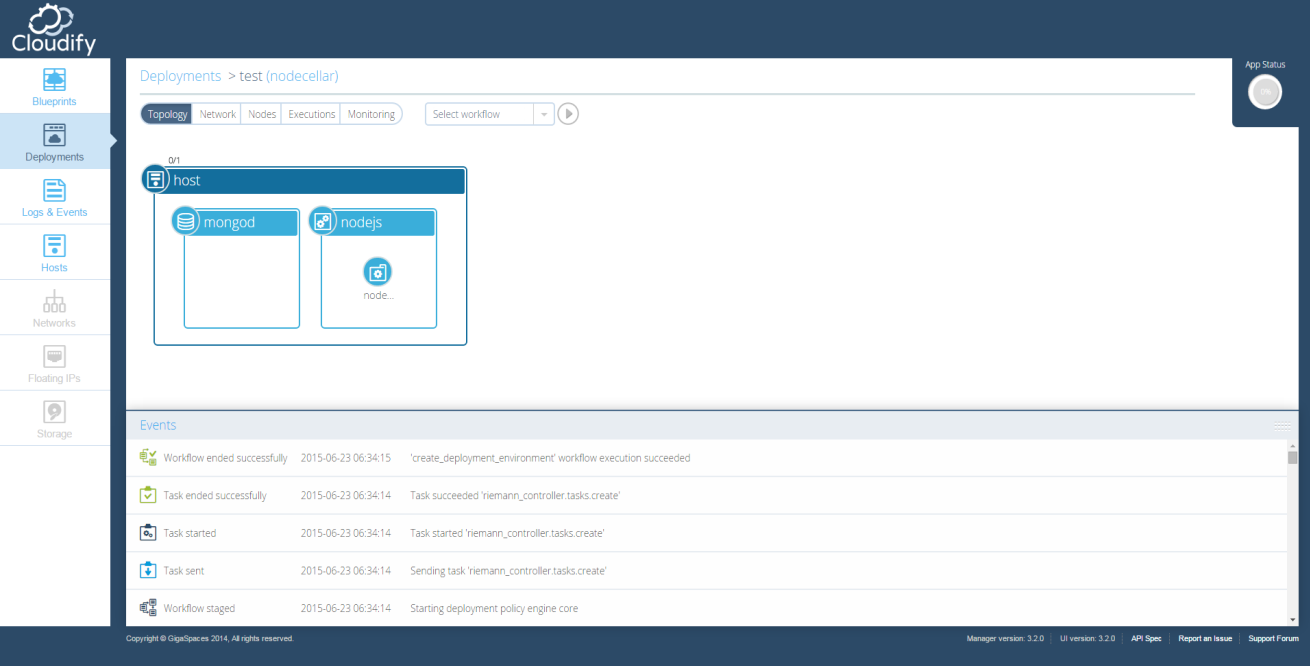 Cloudify
App Status
0%
Blueprints
Deployments
Logs & Events
Hosts
Networks
Floating IPs
Storage
Deployments > test (nodecellar)
Topology Network Nodes Executions Monitoring Select workflow
0/1
host
mongod nodejs
node...
Events
Workflow ended successfully 2015-06-23 06:34:15 'create_deployment_environment' workflow execution succeeded
Task ended successfully 2015-06-23 06:34:14 Task succeeded 'riemann_controller.tasks.create'
Task started 2015-06-23 06:34:14 Task started 'riemann_controller.tasks.create'
Task sent 2015-06-23 06:34:14 Sending task 'riemann_controller.tasks.create'
Workflow staged 2015-06-23 06:34:14 Starting deployment policy engine core
Copyright © GigaSpaces 2014, All rights reserved. Manager version: 3.2.0 UI version: 3.2.0 API Spec Report an Issue Support Forum